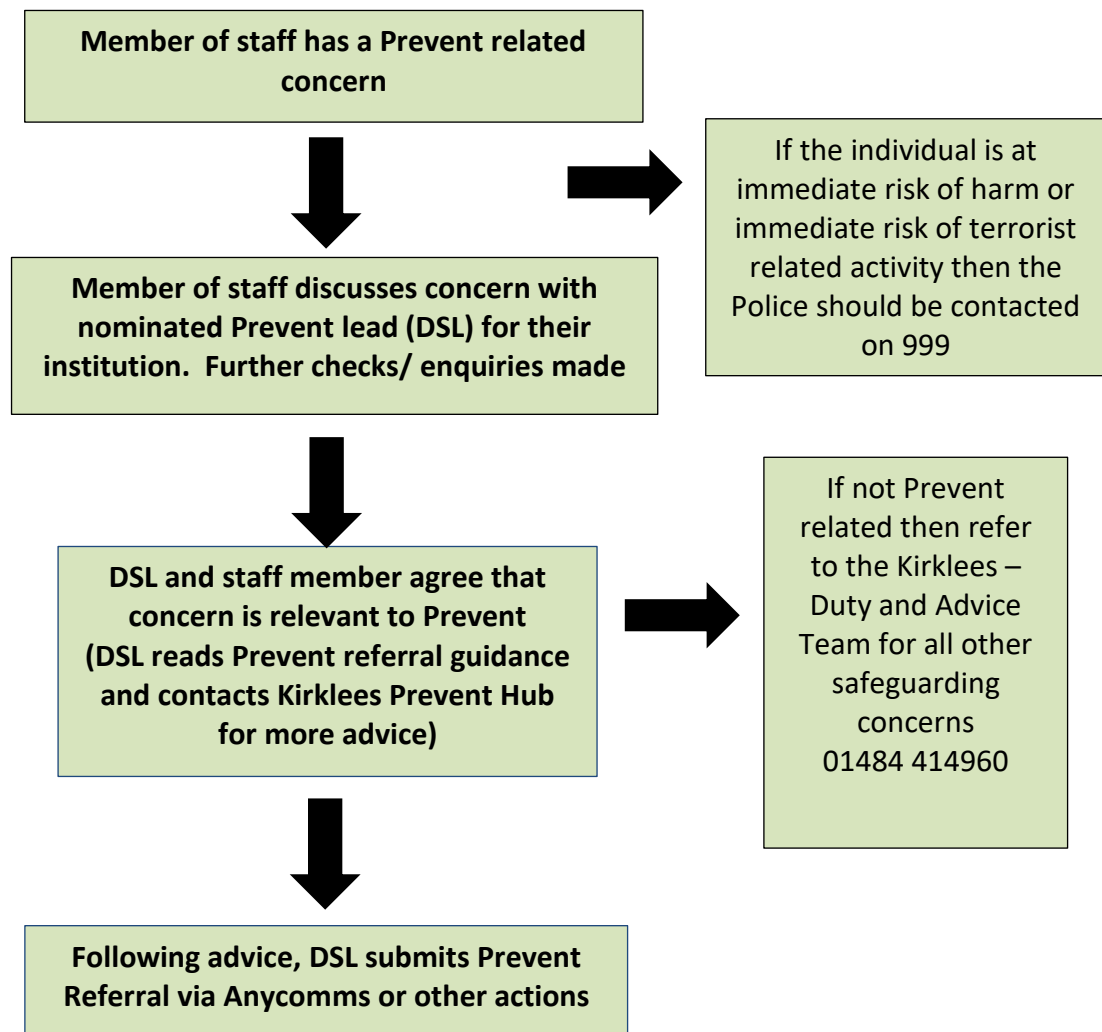 Member of staff has a Prevent related
concern
If the individual is at
immediate risk of harm or
immediate risk of terrorist
related activity then the
Police should be contacted
on 999
Member of staff discusses concern with
nominated Prevent lead (DSL) for their
institution.  Further checks/ enquiries made
DSL and staff member agree that
concern is relevant to Prevent
(DSL reads Prevent referral guidance
and contacts Kirklees Prevent Hub
for more advice)
If not Prevent
related then refer
to the Kirklees –
Duty and Advice
Team for all other
safeguarding
concerns
01484 414960
Following advice, DSL submits Prevent
Referral via Anycomms or other actions